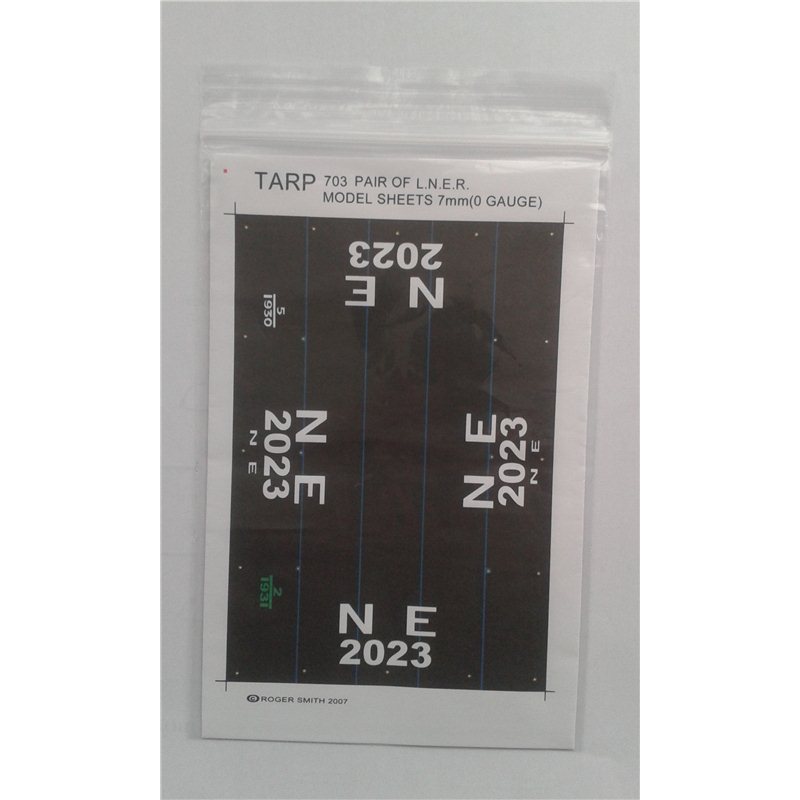 TARP 703 PAIR OF L.N.E.R.
MODEL SHEETS 7mm(0 GAUGE)
2023
N E
5
1930
N E
2023
N E
N E
2023
N E
2
1931
N E
2023
© ROGER SMITH 2007